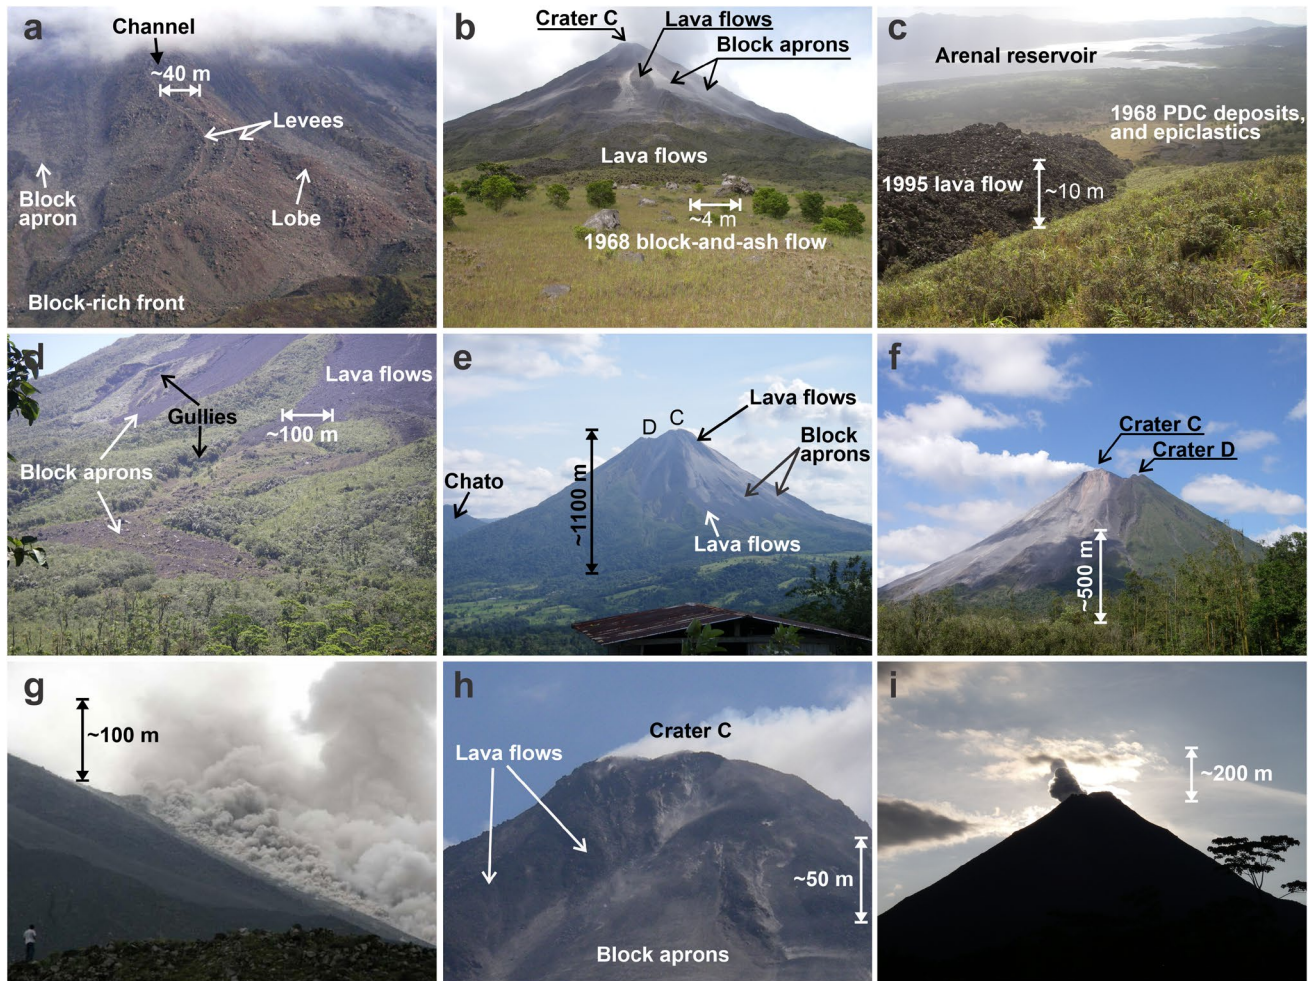 a
Channel
~40 m
Levees
Block
apron
Lobe
Block-rich front
b
Crater C
Lava flows
Block aprons
Lava flows
~4 m
1968 block-and-ash flow
c
Arenal reservoir
1968 PDC deposits,
and epiclastics
1995 lava flow
~10 m
d
Lava flows
Gullies
~100 m
Block aprons
e
D
C
Lava flows
Block
aprons
Chato
~1100 m
Lava flows
f
Crater C
Crater D
~500 m
g
~100 m
h
Crater C
Lava flows
~50 m
Block aprons
i
~200 m